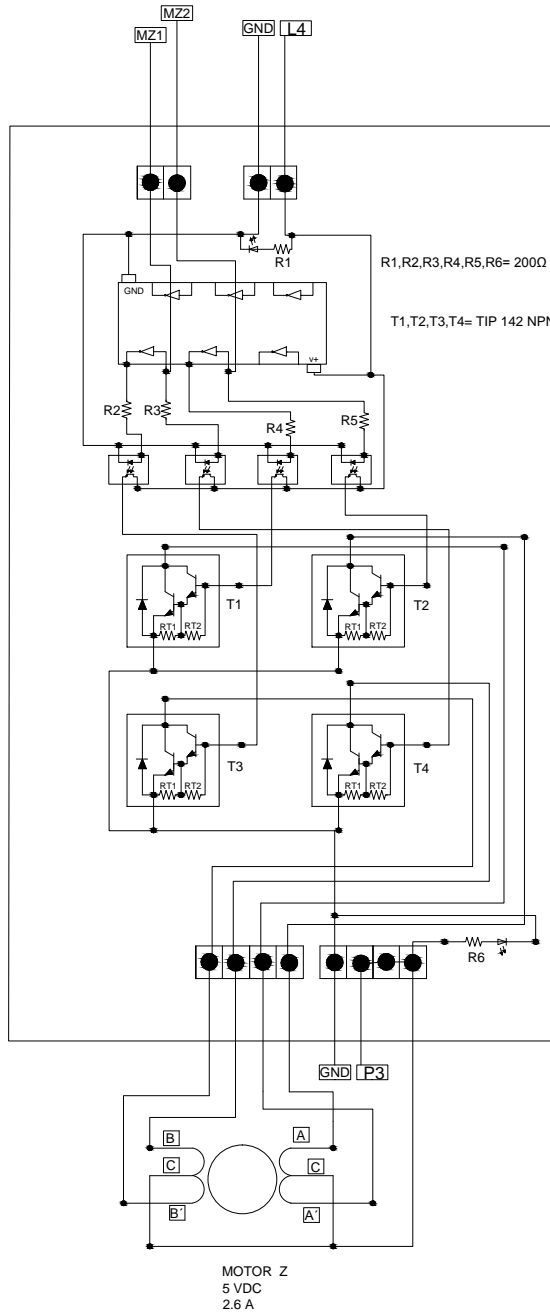 MZ2
MZ1
GND
L4
R1
R1,R2,R3,R4,R5,R6= 200Ω
GND
T1,T2,T3,T4= TIP 142 NPN
V+
R2
R3
R4
R5
T1
RT1
RT2
T2
RT1
RT2
T3
RT1
RT2
T4
RT1
RT2
R6
GND
P3
B
A
C
C
B´
A´
MOTOR Z
5 VDC
2.6 A